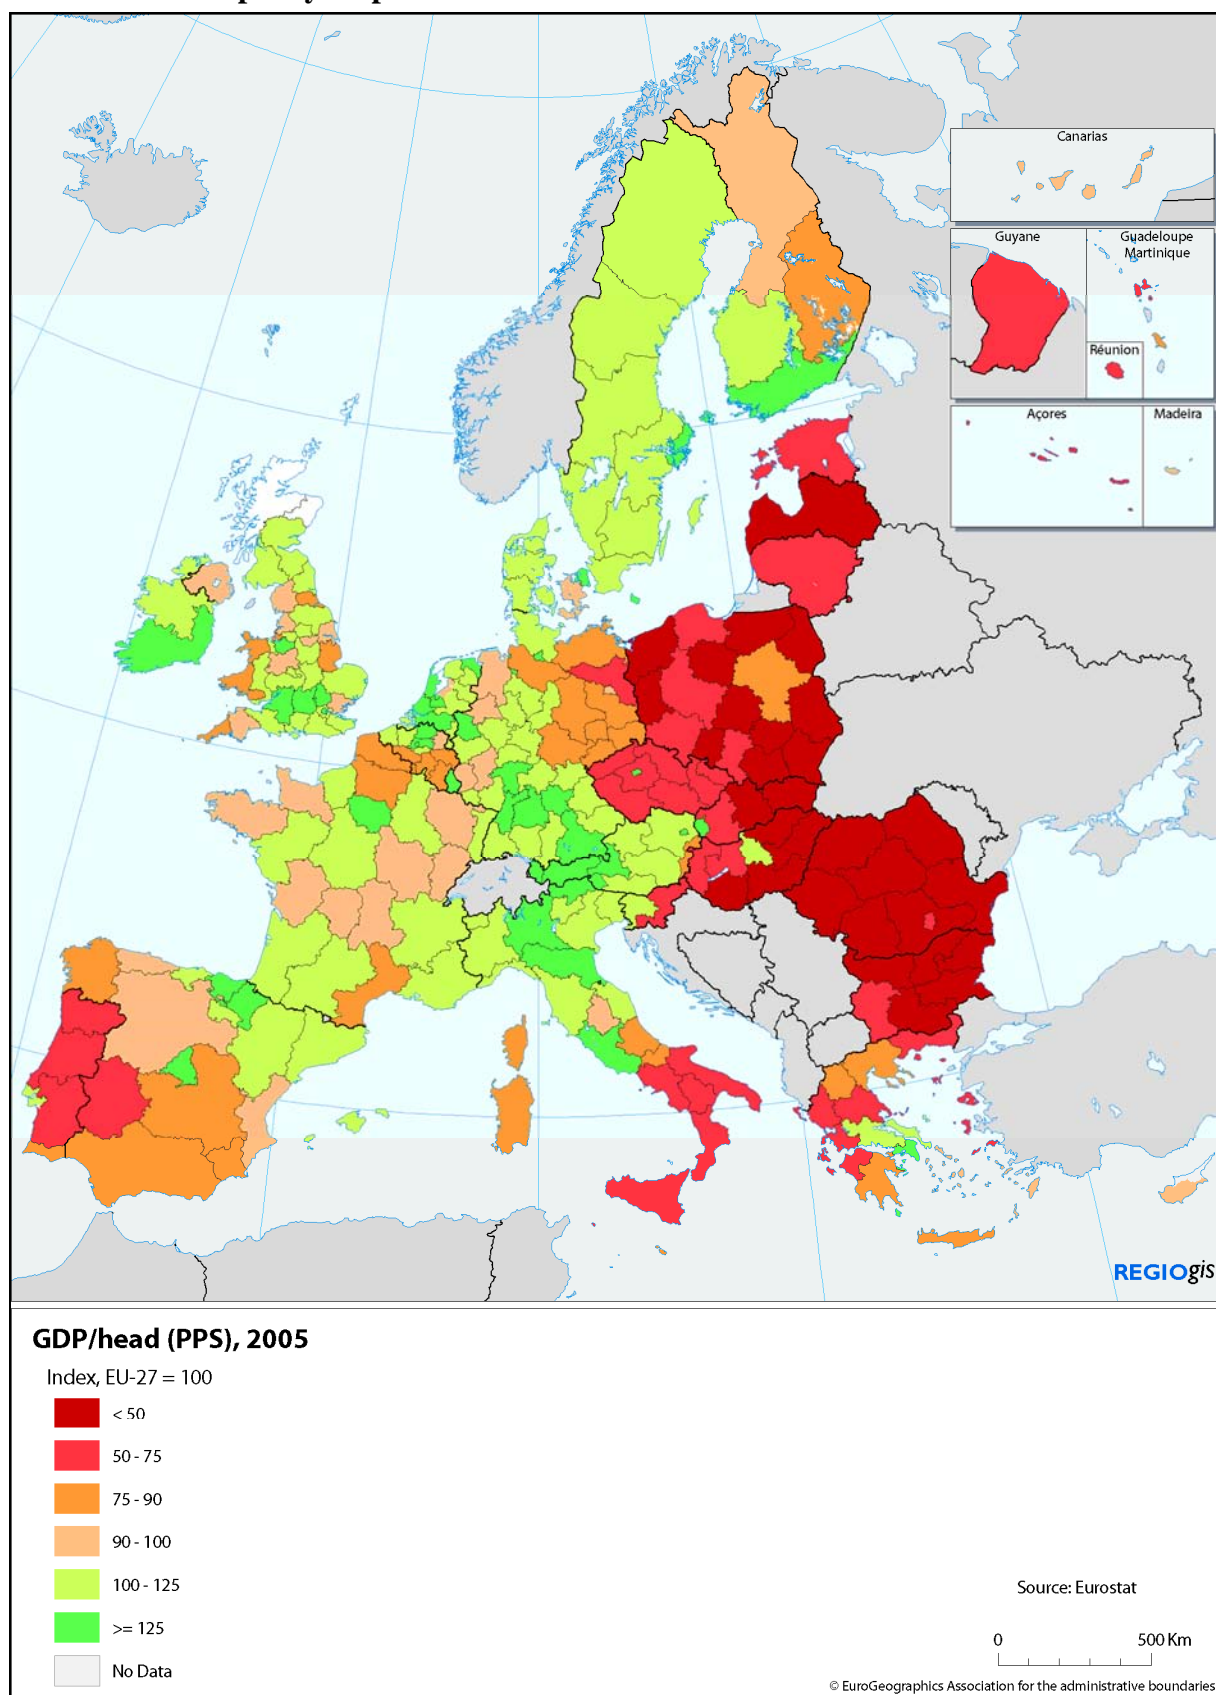 Canarias
Guyane
Guadeloupe
Martinique
Réunion
Açores
Madeira
REGIOgis
GDP/head (PPS), 2005
Index, EU-27 = 100
< 50
50 - 75
75 - 90
90 - 100
100 - 125
>= 125
No Data
Source: Eurostat
0 500 Km
© EuroGeographics Association for the administrative boundaries